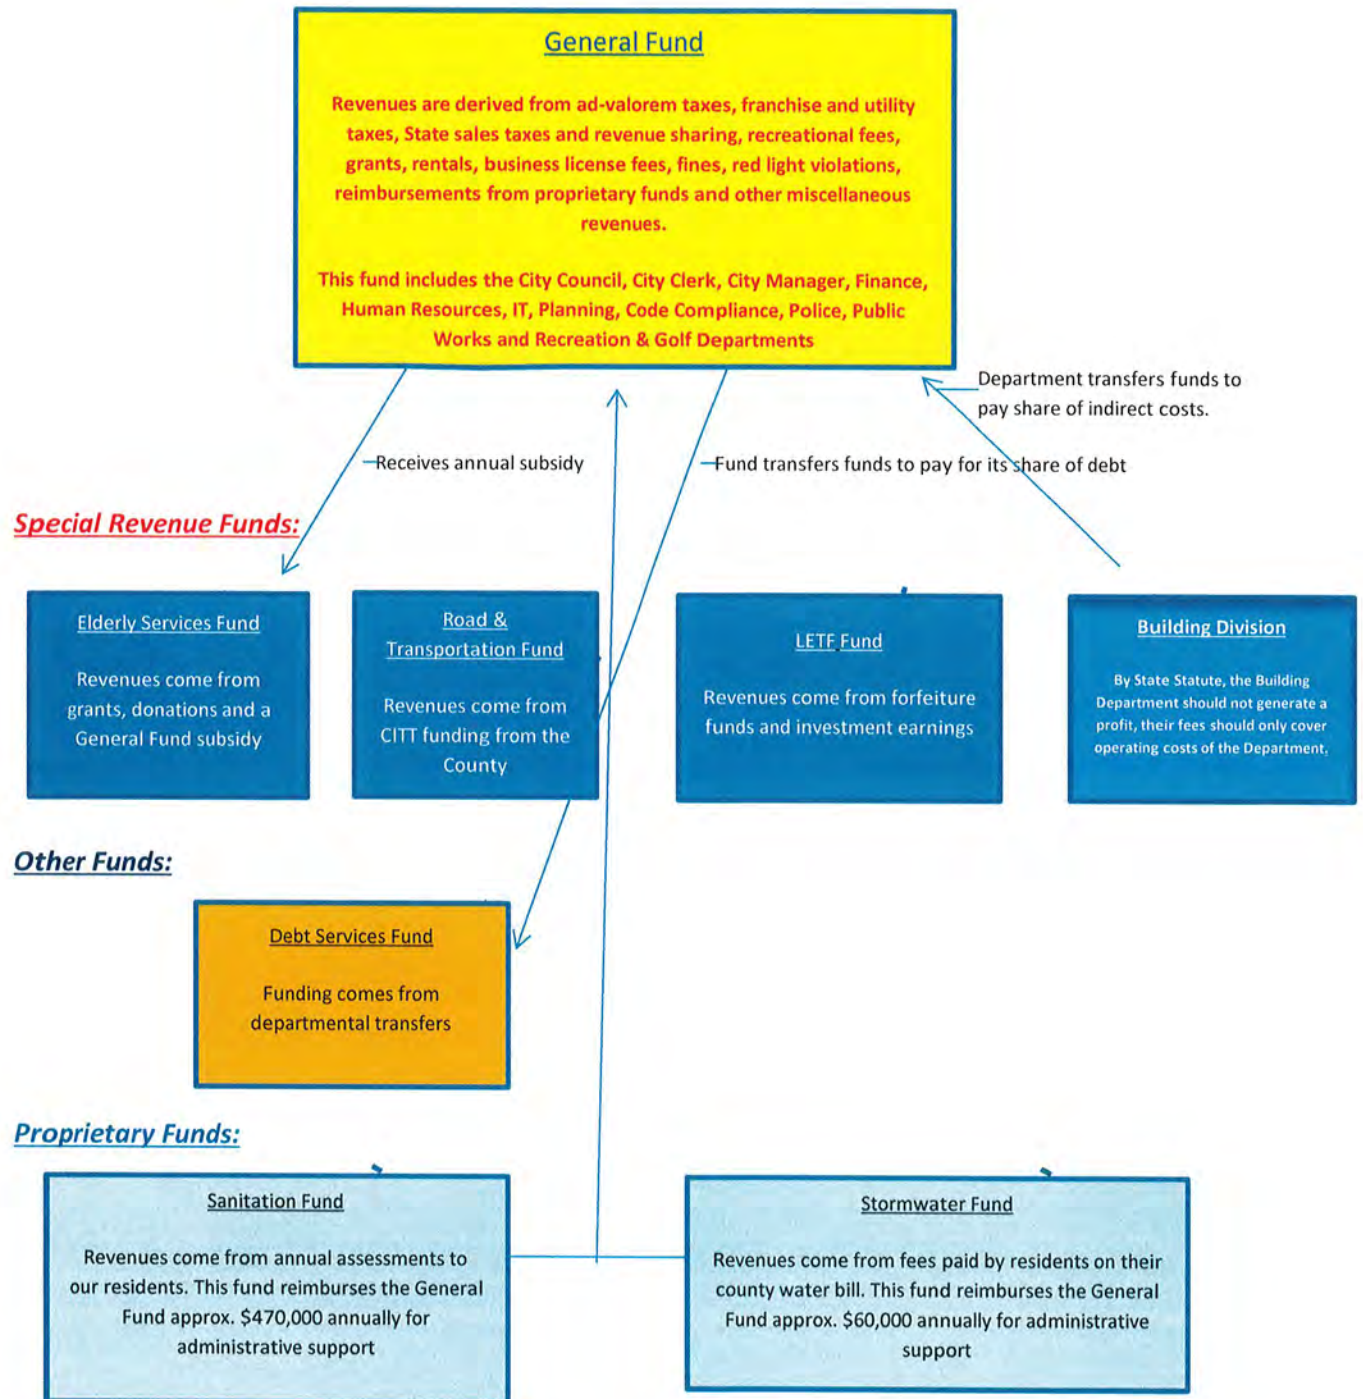 General Fund
Revenues are derived from ad-valorem taxes, franchise and utility
taxes, State sales taxes and revenue sharing, recreational fees,
grants, rentals, business license fees, fines, red light violations,
reimbursements from proprietary funds and other miscellaneous
revenues.
This fund includes the City Council, City Clerk, City Manager, Finance,
Human Resources, IT, Planning, Code Compliance, Police, Public
Works and Recreation & Golf Departments
Department transfers funds to
pay share of indirect costs.
Receives annual subsidy
Fund transfers funds to pay for its share of debt
Special Revenue Funds:
Elderly Services Fund
Revenues come from
grants, donations and a
General Fund subsidy
Road &
Transportation Fund
Revenues come from
CITT funding from the
County
LETF Fund
Revenues come from forfeiture
funds and investment earnings
Building Division
By State Statute, the Building
Department should not generate a
profit, their fees should only cover
operating costs of the Department.
Other Funds:
Debt Services Fund
Funding comes from
departmental transfers
Proprietary Funds:
Sanitation Fund
Revenues come from annual assessments to
our residents. This fund reimburses the General
Fund approx. $470,000 annually for
administrative support
Stormwater Fund
Revenues come from fees paid by residents on their
county water bill. This fund reimburses the General
Fund approx. $60,000 annually for administrative
support